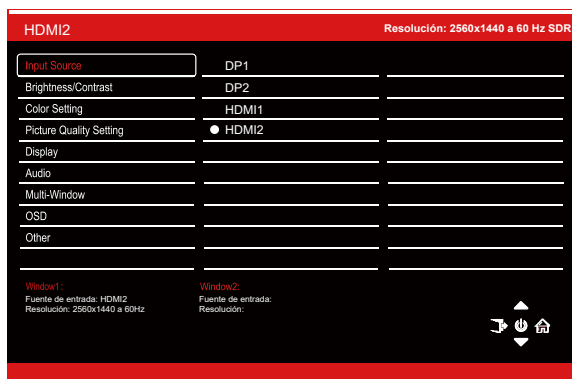 HDMI2
Resolución: 2560x1440 a 60 Hz SDR
Input Source
DP1
Brightness/Contrast
DP2
Color Setting
HDMI1
Picture Quality Setting
HDMI2
Display
Audio
Multi-Window
OSD
Other
Window1:
Fuente de entrada: HDMI2
Resolución: 2560x1440 a 60Hz
Window2:
Fuente de entrada:
Resolución: